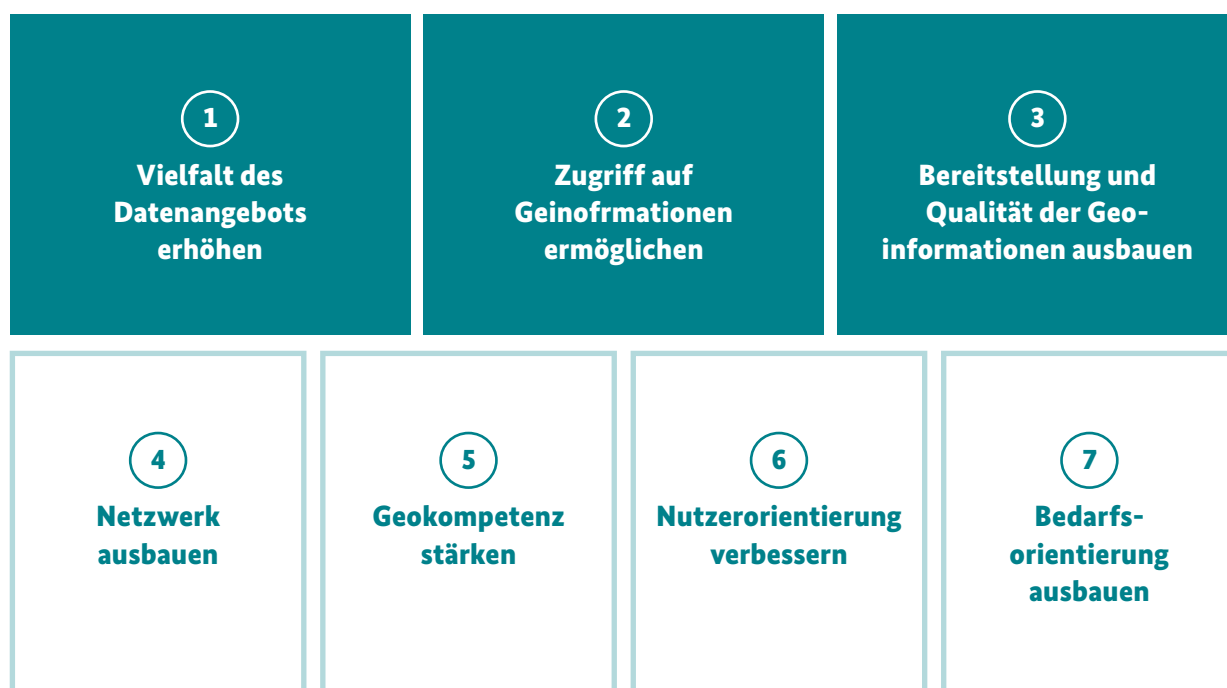 1
Vielfalt des
Datenangebots
erhöhen
2
Zugriff auf
Geinofrmationen
ermöglichen
3
Bereitstellung und
Qualität der Geo-
informationen ausbauen
4
Netzwerk
ausbauen
5
Geokompetenz
stärken
6
Nutzerorientierung
verbessern
7
Bedarfs-
orientierung
ausbauen